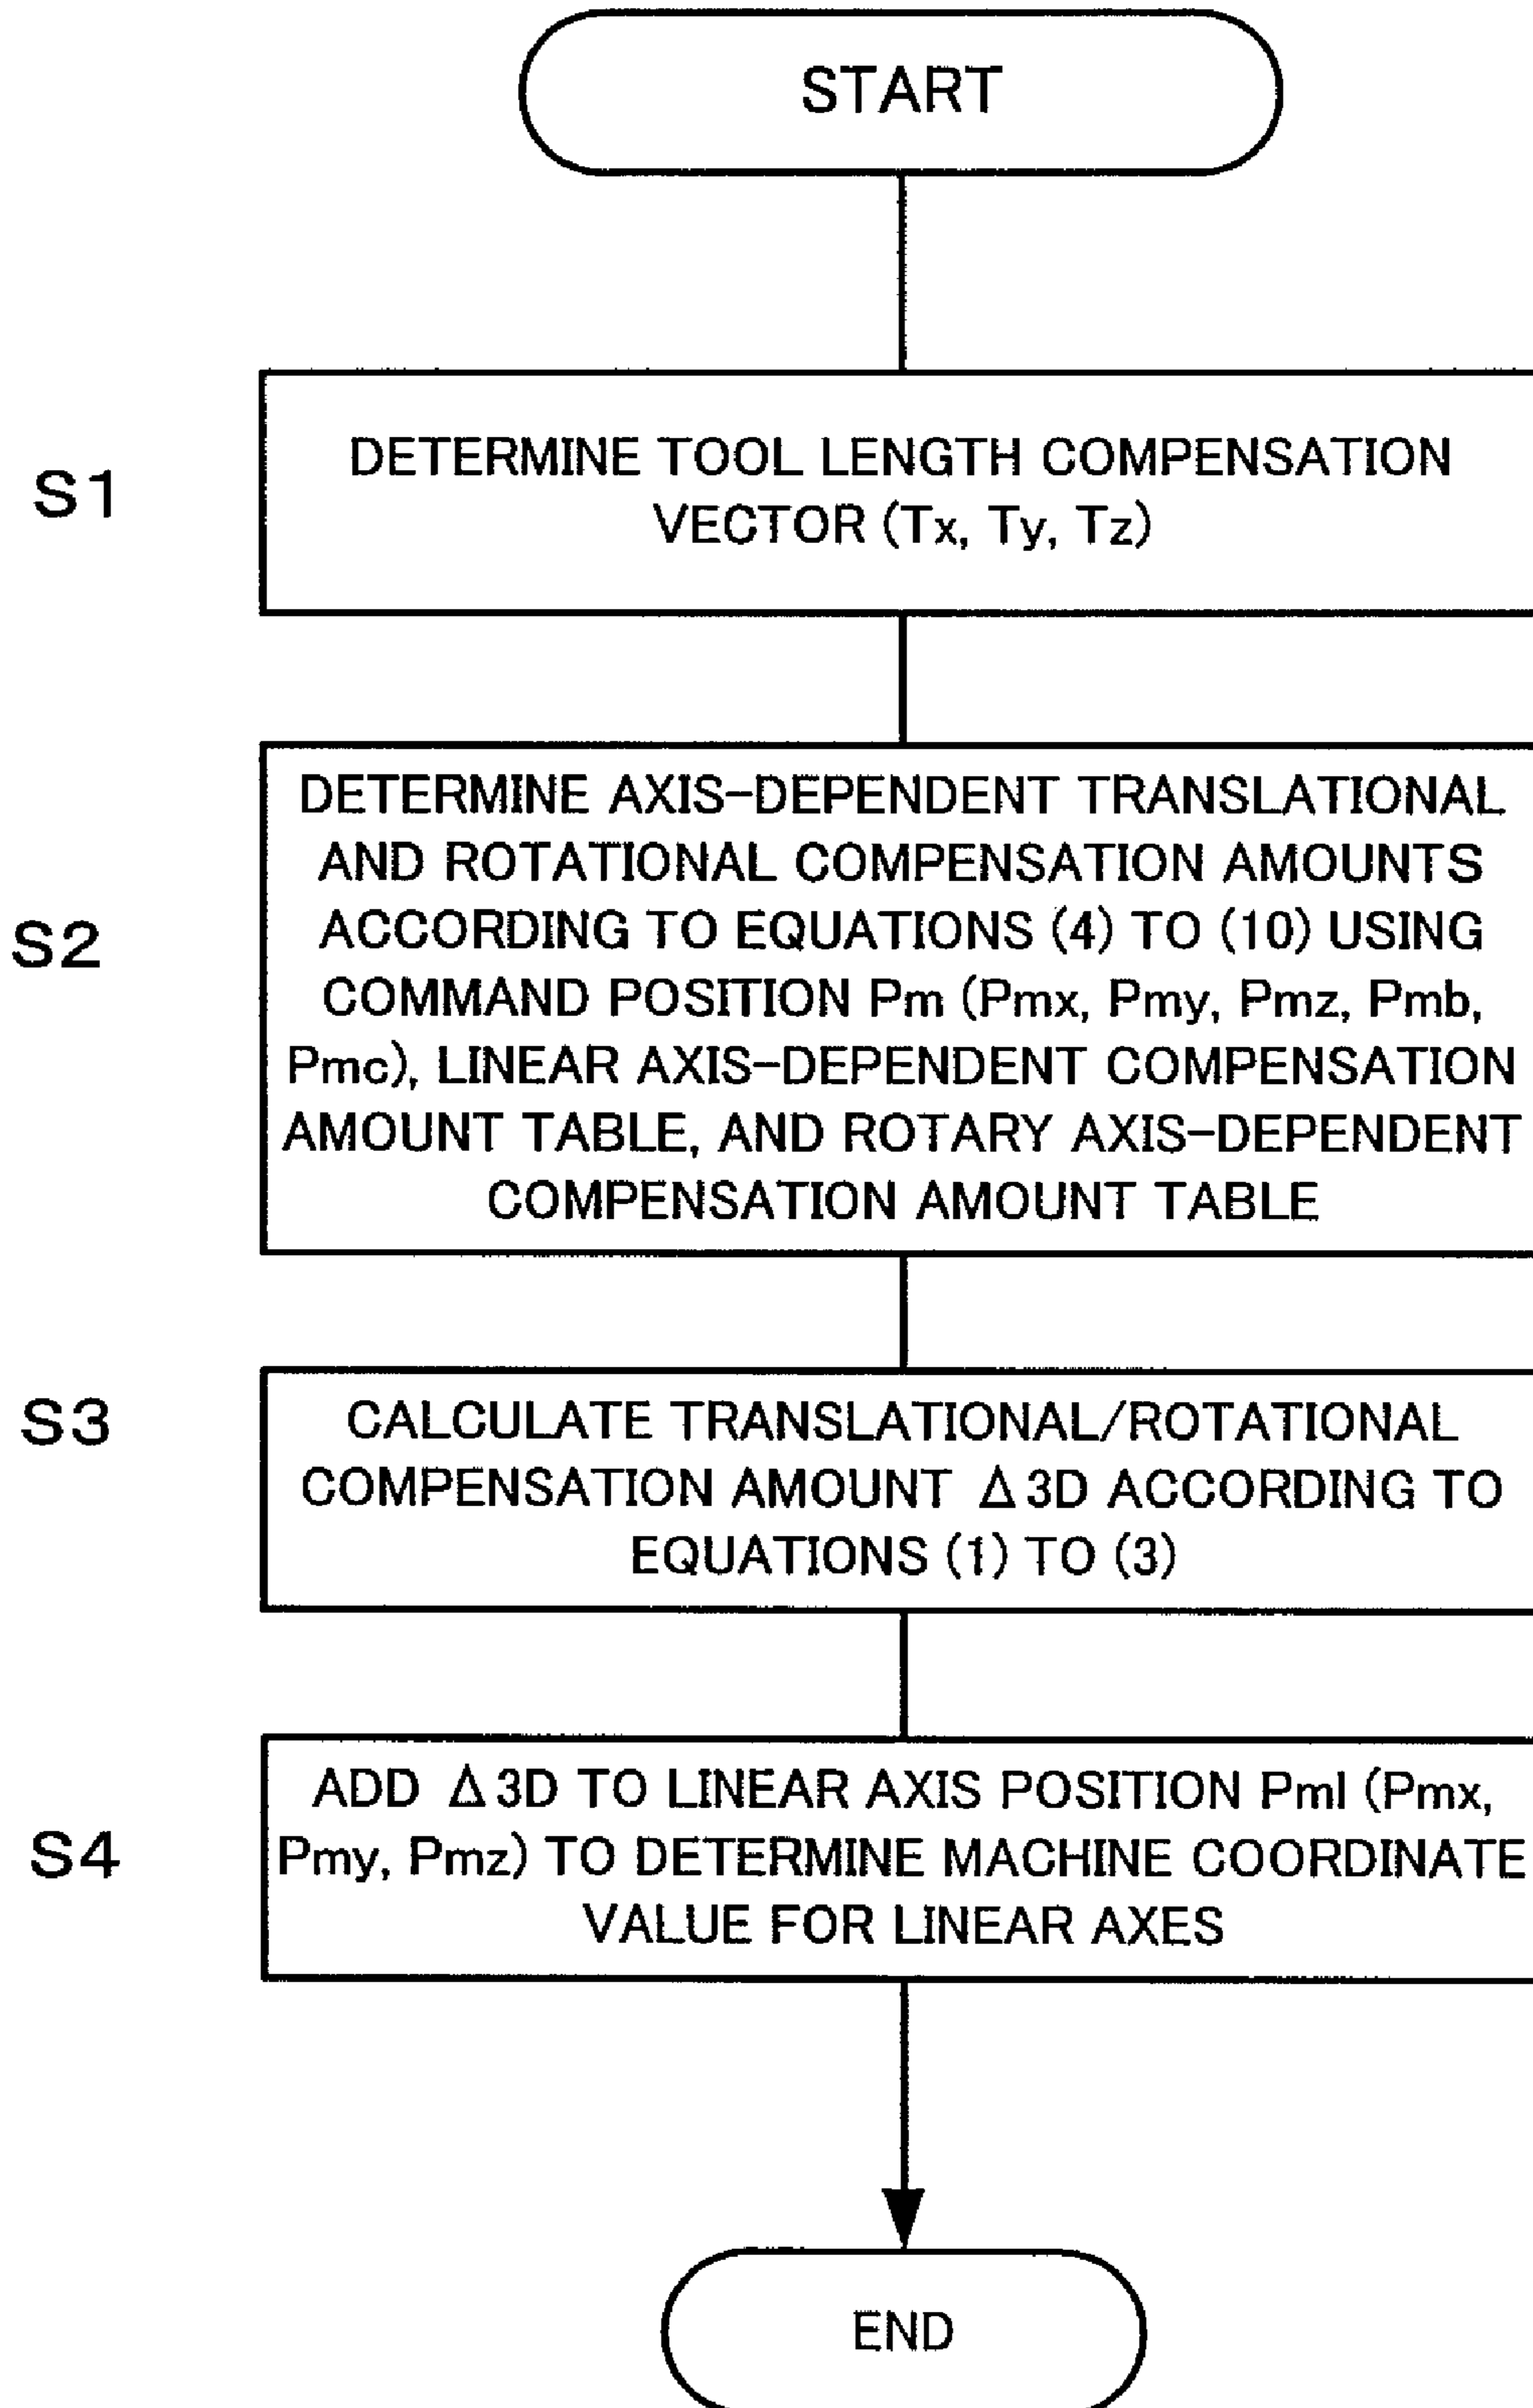 START
S1
DETERMINE TOOL LENGTH COMPENSATION
VECTOR (Tx, Ty, Tz)
S2
DETERMINE AXIS-DEPENDENT TRANSLATIONAL
AND ROTATIONAL COMPENSATION AMOUNTS
ACCORDING TO EQUATIONS (4) TO (10) USING
COMMAND POSITION Pm (Pmx, Pmy, Pmz, Pmb,
Pmc), LINEAR AXIS-DEPENDENT COMPENSATION
AMOUNT TABLE, AND ROTARY AXIS-DEPENDENT
COMPENSATION AMOUNT TABLE
S3
CALCULATE TRANSLATIONAL/ROTATIONAL
COMPENSATION AMOUNT Δ3D ACCORDING TO
EQUATIONS (1) TO (3)
S4
ADD Δ3D TO LINEAR AXIS POSITION Pml (Pmx,
Pmy, Pmz) TO DETERMINE MACHINE COORDINATE
VALUE FOR LINEAR AXES
END